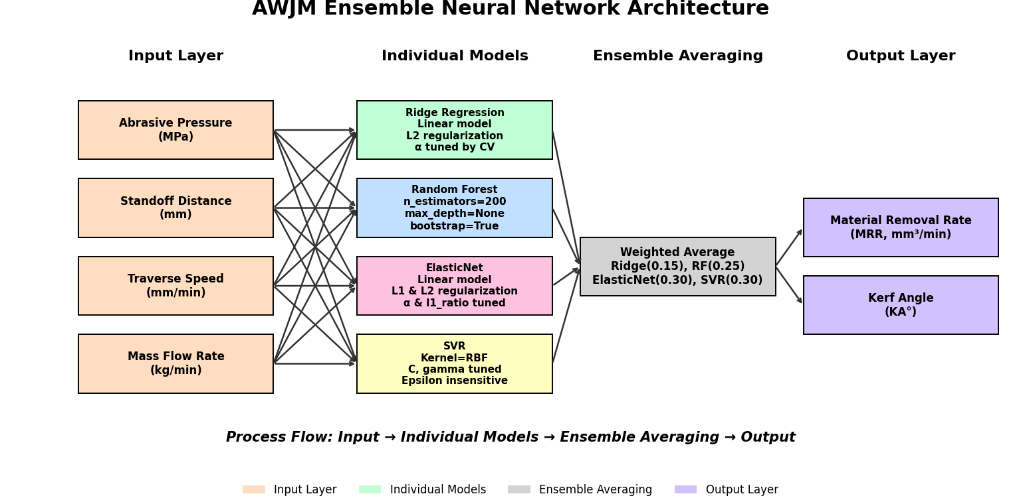 AWJM Ensemble Neural Network Architecture
Input Layer
Individual Models
Ensemble Averaging
Output Layer
Abrasive Pressure
(MPa)
Standoff Distance
(mm)
Traverse Speed
(mm/min)
Mass Flow Rate
(kg/min)
Ridge Regression
Linear model
L2 regularization
α tuned by CV
Random Forest
n_estimators=200
max_depth=None
bootstrap=True
ElasticNet
Linear model
L1 & L2 regularization
α & l1_ratio tuned
SVR
Kernel=RBF
C, gamma tuned
Epsilon insensitive
Weighted Average
Ridge(0.15), RF(0.25)
ElasticNet(0.30), SVR(0.30)
Material Removal Rate
(MRR, mm³/min)
Kerf Angle
(KA°)
Process Flow: Input → Individual Models → Ensemble Averaging → Output
Input Layer
Individual Models
Ensemble Averaging
Output Layer